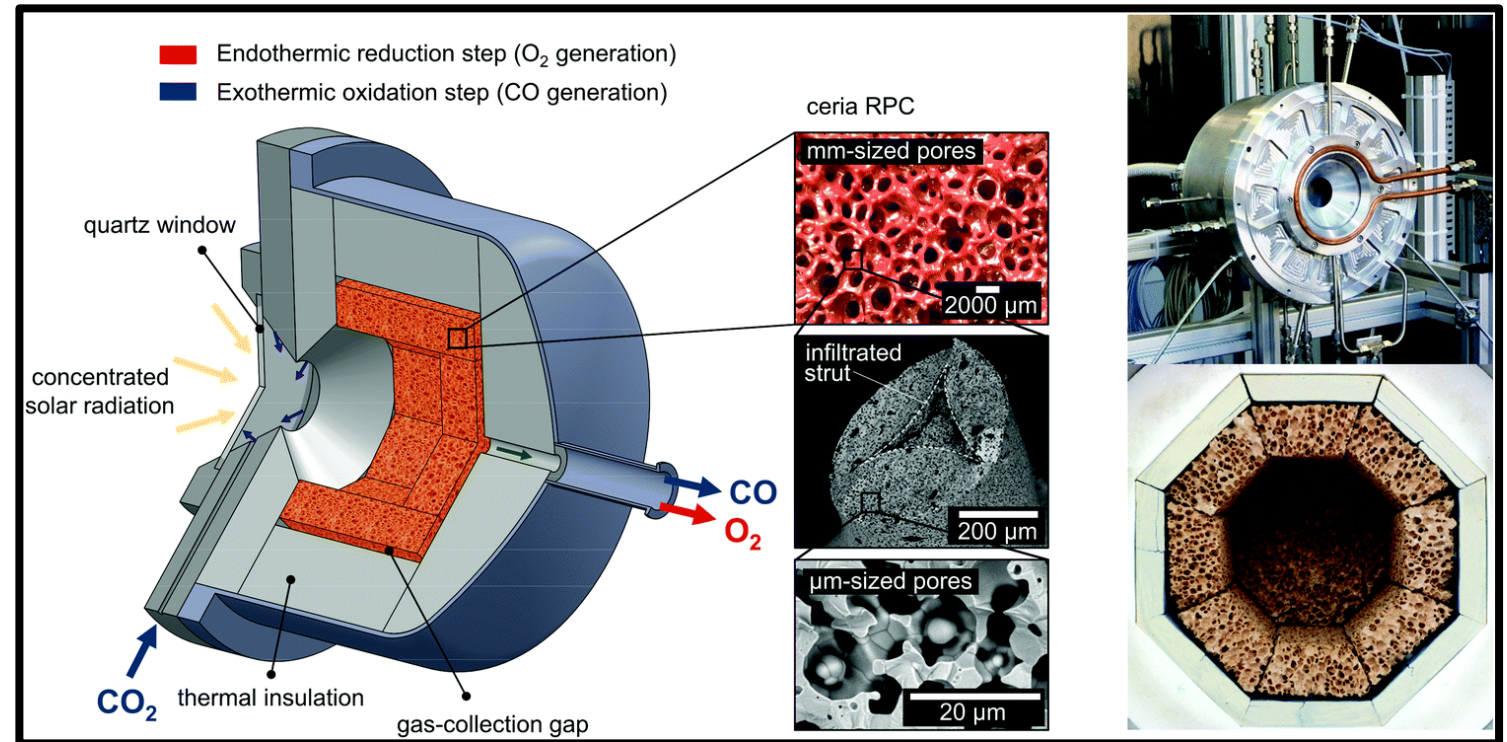 Endothermic reduction step (O₂ generation)
Exothermic oxidation step (CO generation)
ceria RPC
mm-sized pores
2000 µm
quartz window
infiltrated
strut
concentrated
solar radiation
200 µm
CO
O₂
µm-sized pores
20 µm
CO₂
thermal insulation
gas-collection gap